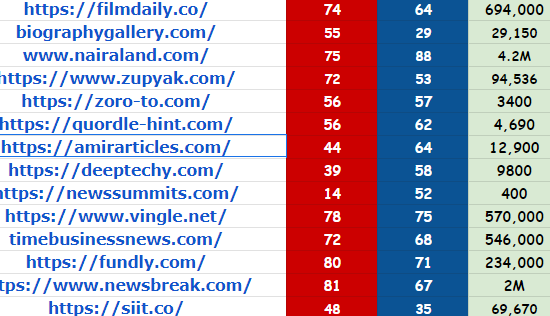 https://filmdaily.co/ 74 64 694,000
biographygallery.com/ 55 29 29,150
www.nairaland.com/ 75 88 4.2M
https://www.zupyak.com/ 72 53 94,536
https://zoro-to.com/ 56 57 3400
https://quordle-hint.com/ 56 62 4,690
https://amirarticles.com/ 44 64 12,900
https://deeptechy.com/ 39 58 9800
https://newssummits.com/ 14 52 400
https://www.vingle.net/ 78 75 570,000
timebusinessnews.com/ 72 68 546,000
https://fundly.com/ 80 71 234,000
tps://www.newsbreak.com/ 81 67 2M
https://siit.co/ 48 35 69,670